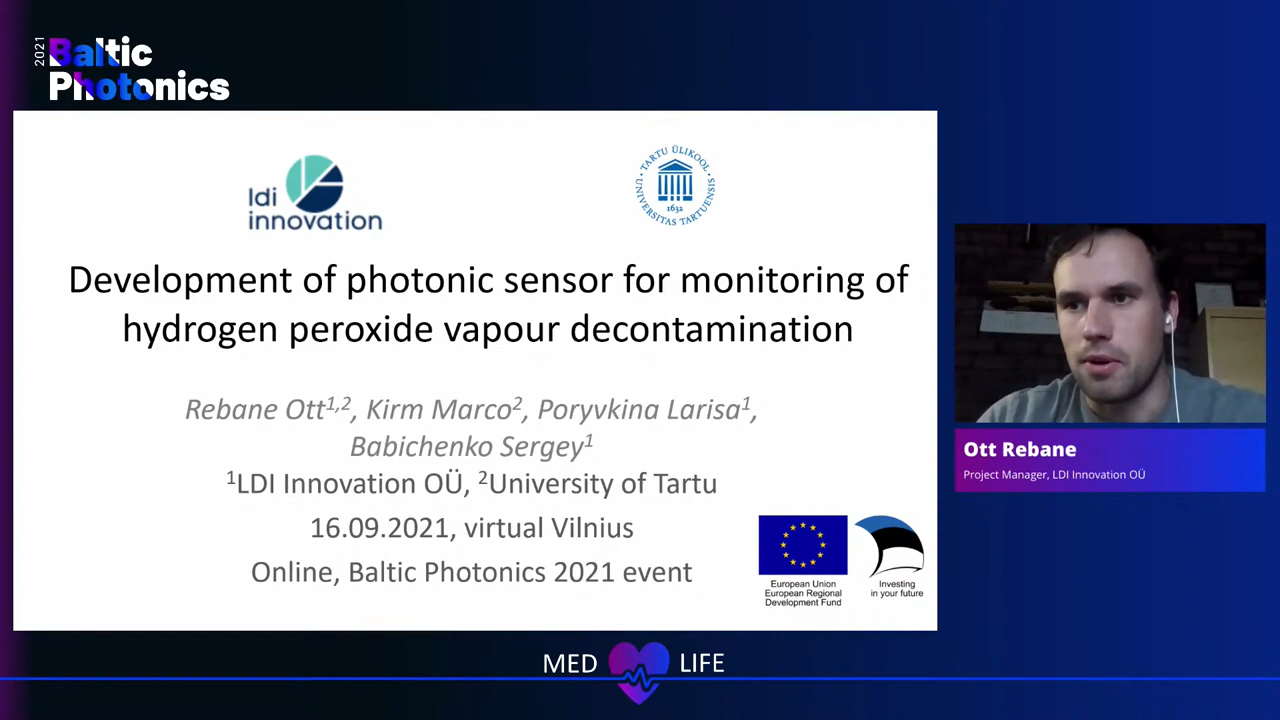 2021
Baltic
Photonics
ldi
innovation
TARTU ÜLIKOOL
1632
UNIVERSITAS TARTUENSIS
Development of photonic sensor for monitoring of
hydrogen peroxide vapour decontamination
Rebane Ott1,2, Kirm Marco2, Poryvkina Larisa1,
Babichenko Sergey1
1LDI Innovation OÜ, 2University of Tartu
16.09.2021, virtual Vilnius
Online, Baltic Photonics 2021 event
European Union
European Regional
Development Fund
Investing
in your future
Ott Rebane
Project Manager, LDI Innovation OÜ
MED LIFE